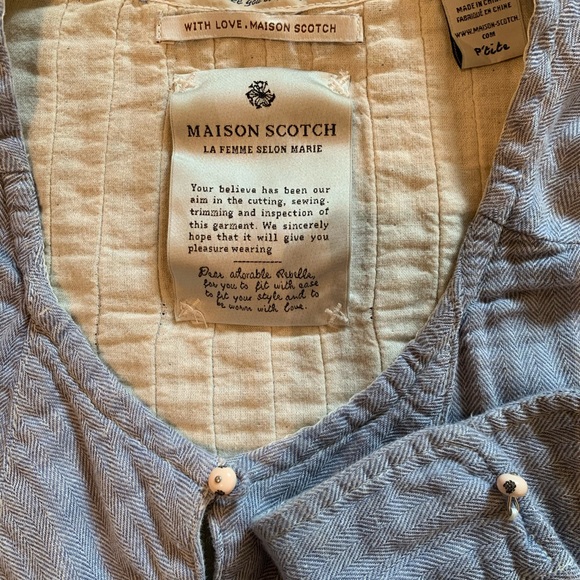 WITH LOVE. MAISON SCOTCH
MADE IN CHINA
FABRIQUÉ EN CHINE
WWW.MAISON-SCOTCH
.COM
P'tite
MAISON SCOTCH
LA FEMME SELON MARIE
Your believe has been our
aim in the cutting, sewing.
trimming and inspection of
this garment. We sincerely
hope that it will give you
pleasure wearing
Dear adorable Sibille,
for you to fit with ease
to fit your style and to
be worn with love.